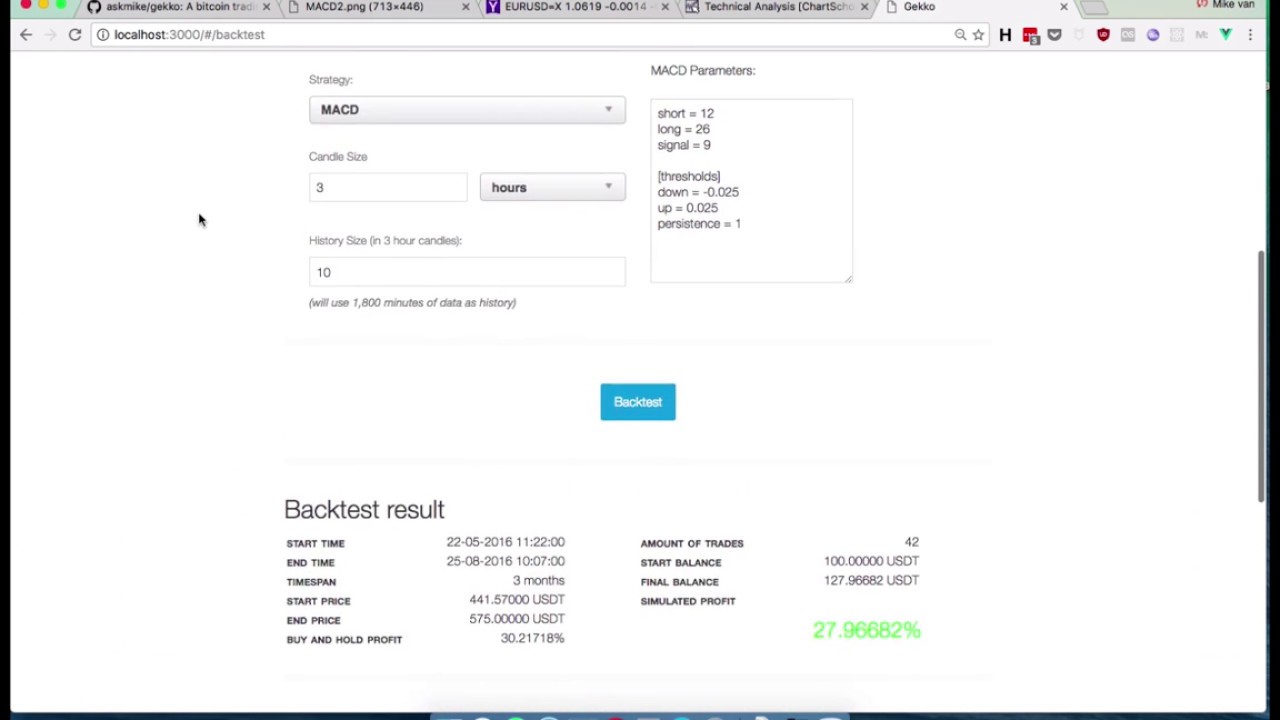 askmike/gekko: A bitcoin tradi
MACD2.png (713×446)
EURUSD=X 1.0619 -0.0014
Technical Analysis [ChartScho
Gekko
Mike van
localhost:3000/#/backtest
Strategy:
MACD
Candle Size
3
hours
History Size (in 3 hour candles):
10
(will use 1,800 minutes of data as history)
MACD Parameters:
short = 12
long = 26
signal = 9
[thresholds]
down = -0.025
up = 0.025
persistence = 1
Backtest
Backtest result
START TIME 22-05-2016 11:22:00
END TIME 25-08-2016 10:07:00
TIMESPAN 3 months
START PRICE 441.57000 USDT
END PRICE 575.00000 USDT
BUY AND HOLD PROFIT 30.21718%
AMOUNT OF TRADES 42
START BALANCE 100.00000 USDT
FINAL BALANCE 127.96682 USDT
SIMULATED PROFIT
27.96682%